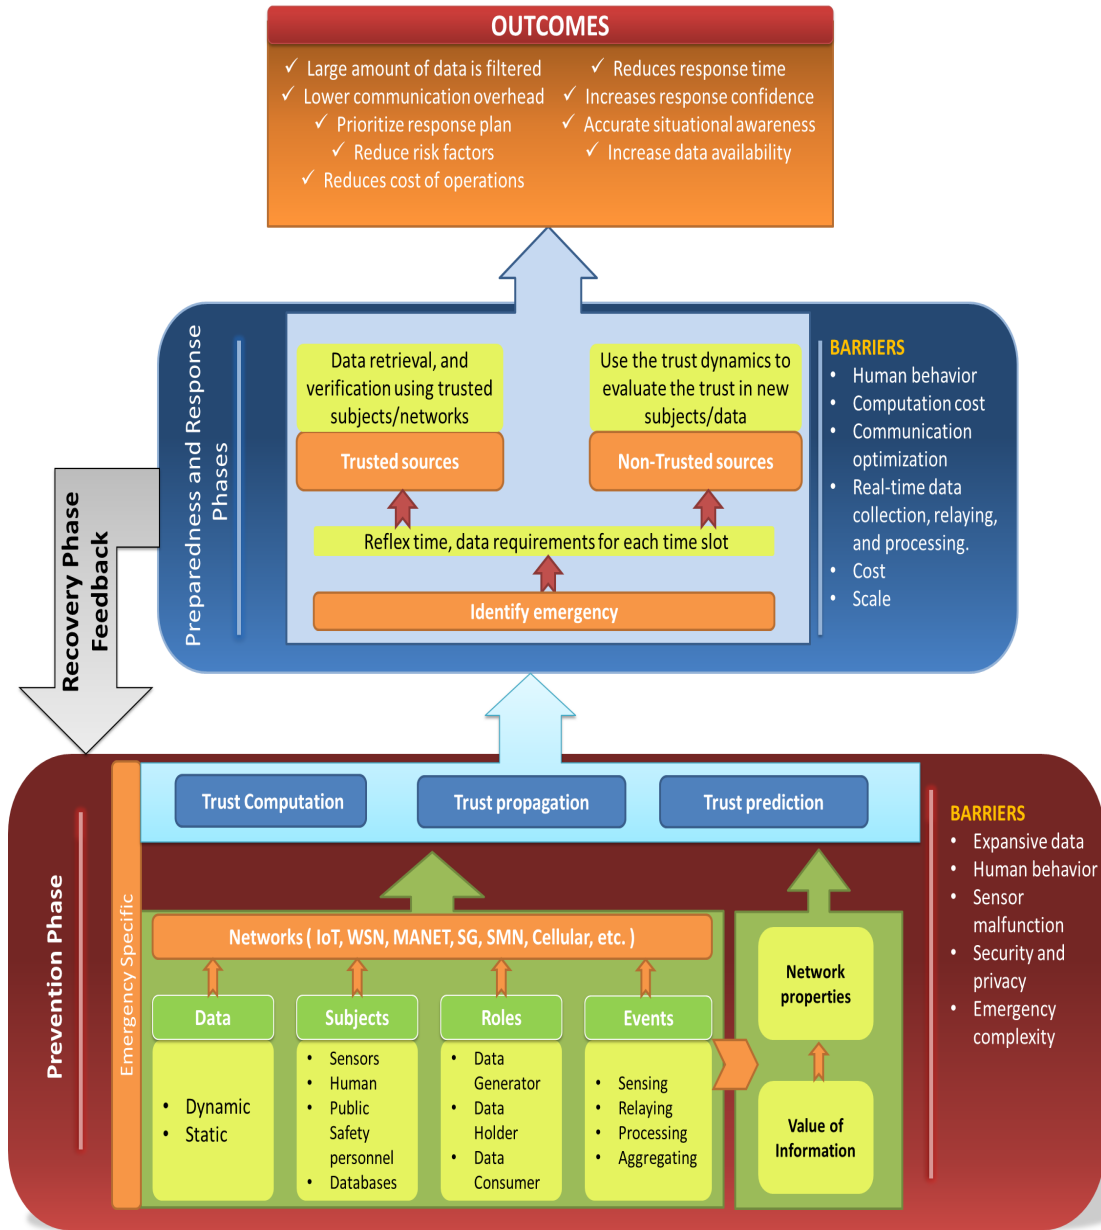 OUTCOMES
✓ Large amount of data is filtered
✓ Lower communication overhead
✓ Prioritize response plan
✓ Reduce risk factors
✓ Reduces cost of operations
✓ Reduces response time
✓ Increases response confidence
✓ Accurate situational awareness
✓ Increase data availability
Preparedness and Response
Phases
Data retrieval, and
verification using trusted
subjects/networks
Trusted sources
Use the trust dynamics to
evaluate the trust in new
subjects/data
Non-Trusted sources
Reflex time, data requirements for each time slot
Identify emergency
BARRIERS
• Human behavior
• Computation cost
• Communication
optimization
• Real-time data
collection, relaying,
and processing.
• Cost
• Scale
Recovery Phase
Feedback
Prevention Phase
Emergency Specific
Trust Computation
Trust propagation
Trust prediction
Networks ( IoT, WSN, MANET, SG, SMN, Cellular, etc. )
Data
• Dynamic
• Static
Subjects
• Sensors
• Human
• Public
Safety
personnel
• Databases
Roles
• Data
Generator
• Data
Holder
• Data
Consumer
Events
• Sensing
• Relaying
• Processing
• Aggregating
Network
properties
Value of
Information
BARRIERS
• Expansive data
• Human behavior
• Sensor
malfunction
• Security and
privacy
• Emergency
complexity